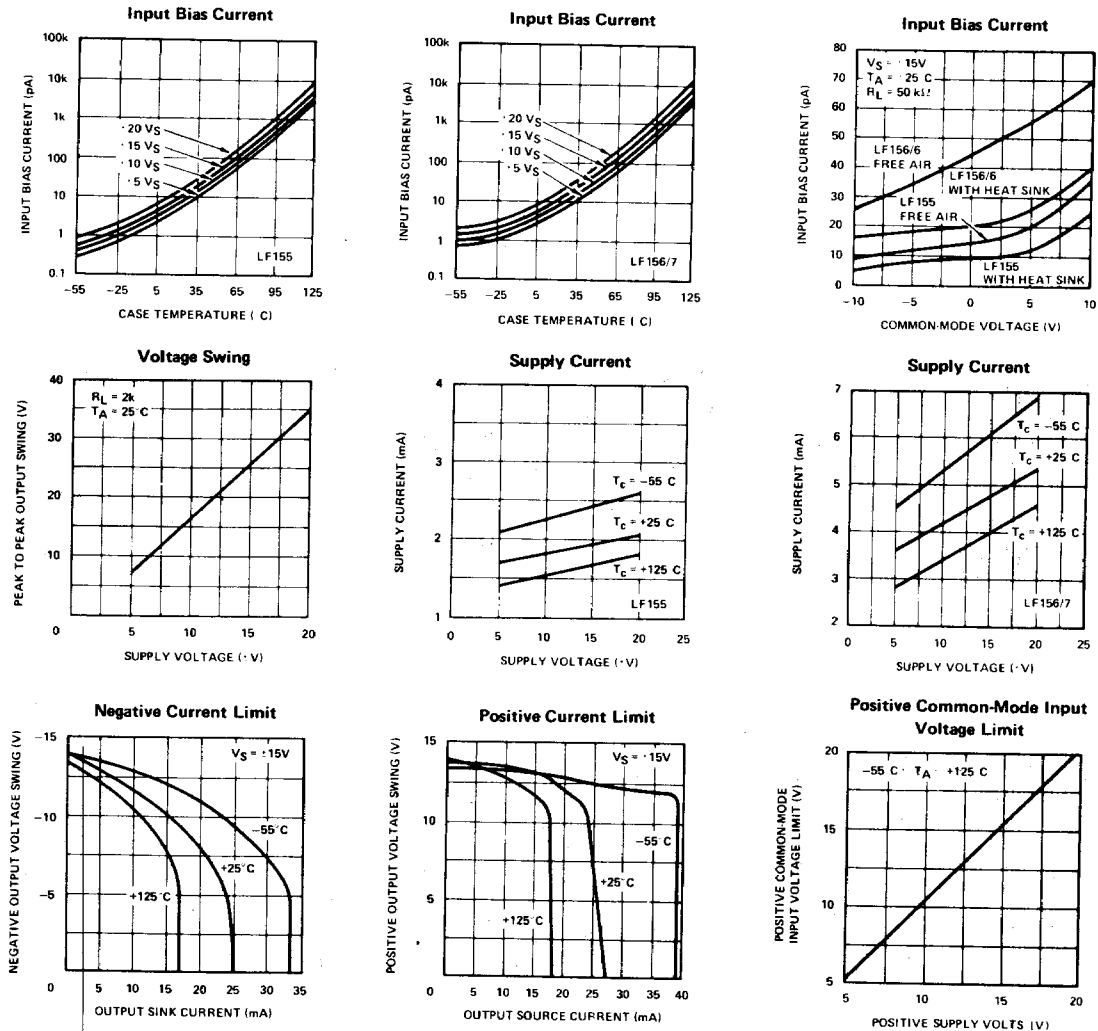 Input Bias Current
INPUT BIAS CURRENT (pA)
100k
10k
1k
100
10
1
0.1
·20 VS
·15 VS
·10 VS
·5 VS
LF155
-55 -25 5 35 65 95 125
CASE TEMPERATURE ( C)
Input Bias Current
INPUT BIAS CURRENT (pA)
100k
10k
1k
100
10
1
0.1
·20 VS
·15 VS
·10 VS
·5 VS
LF156/7
-55 -25 5 35 65 95 125
CASE TEMPERATURE ( C)
Input Bias Current
INPUT BIAS CURRENT (pA)
80
70
60
50
40
30
20
10
0
VS = ·15V
TA = ·25 C
RL = 50 kΩ
LF156/6
FREE AIR
LF156/6
WITH HEAT SINK
LF155
FREE AIR
LF155
WITH HEAT SINK
-10 -5 0 5 10
COMMON-MODE VOLTAGE (V)
Voltage Swing
PEAK TO PEAK OUTPUT SWING (V)
40
30
20
10
RL = 2k
TA = 25°C
0 5 10 15 20
SUPPLY VOLTAGE (·V)
Supply Current
SUPPLY CURRENT (mA)
4
3
2
1
Tc = -55 C
Tc = +25 C
Tc = +125 C
LF155
0 5 10 15 20 25
SUPPLY VOLTAGE (·V)
Supply Current
SUPPLY CURRENT (mA)
7
6
5
4
3
2
Tc = -55 C
Tc = +25 C
Tc = +125 C
LF156/7
0 5 10 15 20 25
SUPPLY VOLTAGE (·V)
Negative Current Limit
NEGATIVE OUTPUT VOLTAGE SWING (V)
-15
-10
-5
VS = ±15V
-55°C
+25°C
+125°C
0 5 10 15 20 25 30 35
OUTPUT SINK CURRENT (mA)
Positive Current Limit
POSITIVE OUTPUT VOLTAGE SWING (V)
15
10
5
VS = ·15V
-55°C
+25°C
+125°C
0 5 10 15 20 25 30 35 40
OUTPUT SOURCE CURRENT (mA)
Positive Common-Mode Input
Voltage Limit
POSITIVE COMMON-MODE
INPUT VOLTAGE LIMIT (V)
20
15
10
5
-55 C · TA · +125 C
5 10 15 20
POSITIVE SUPPLY VOLTS (V)